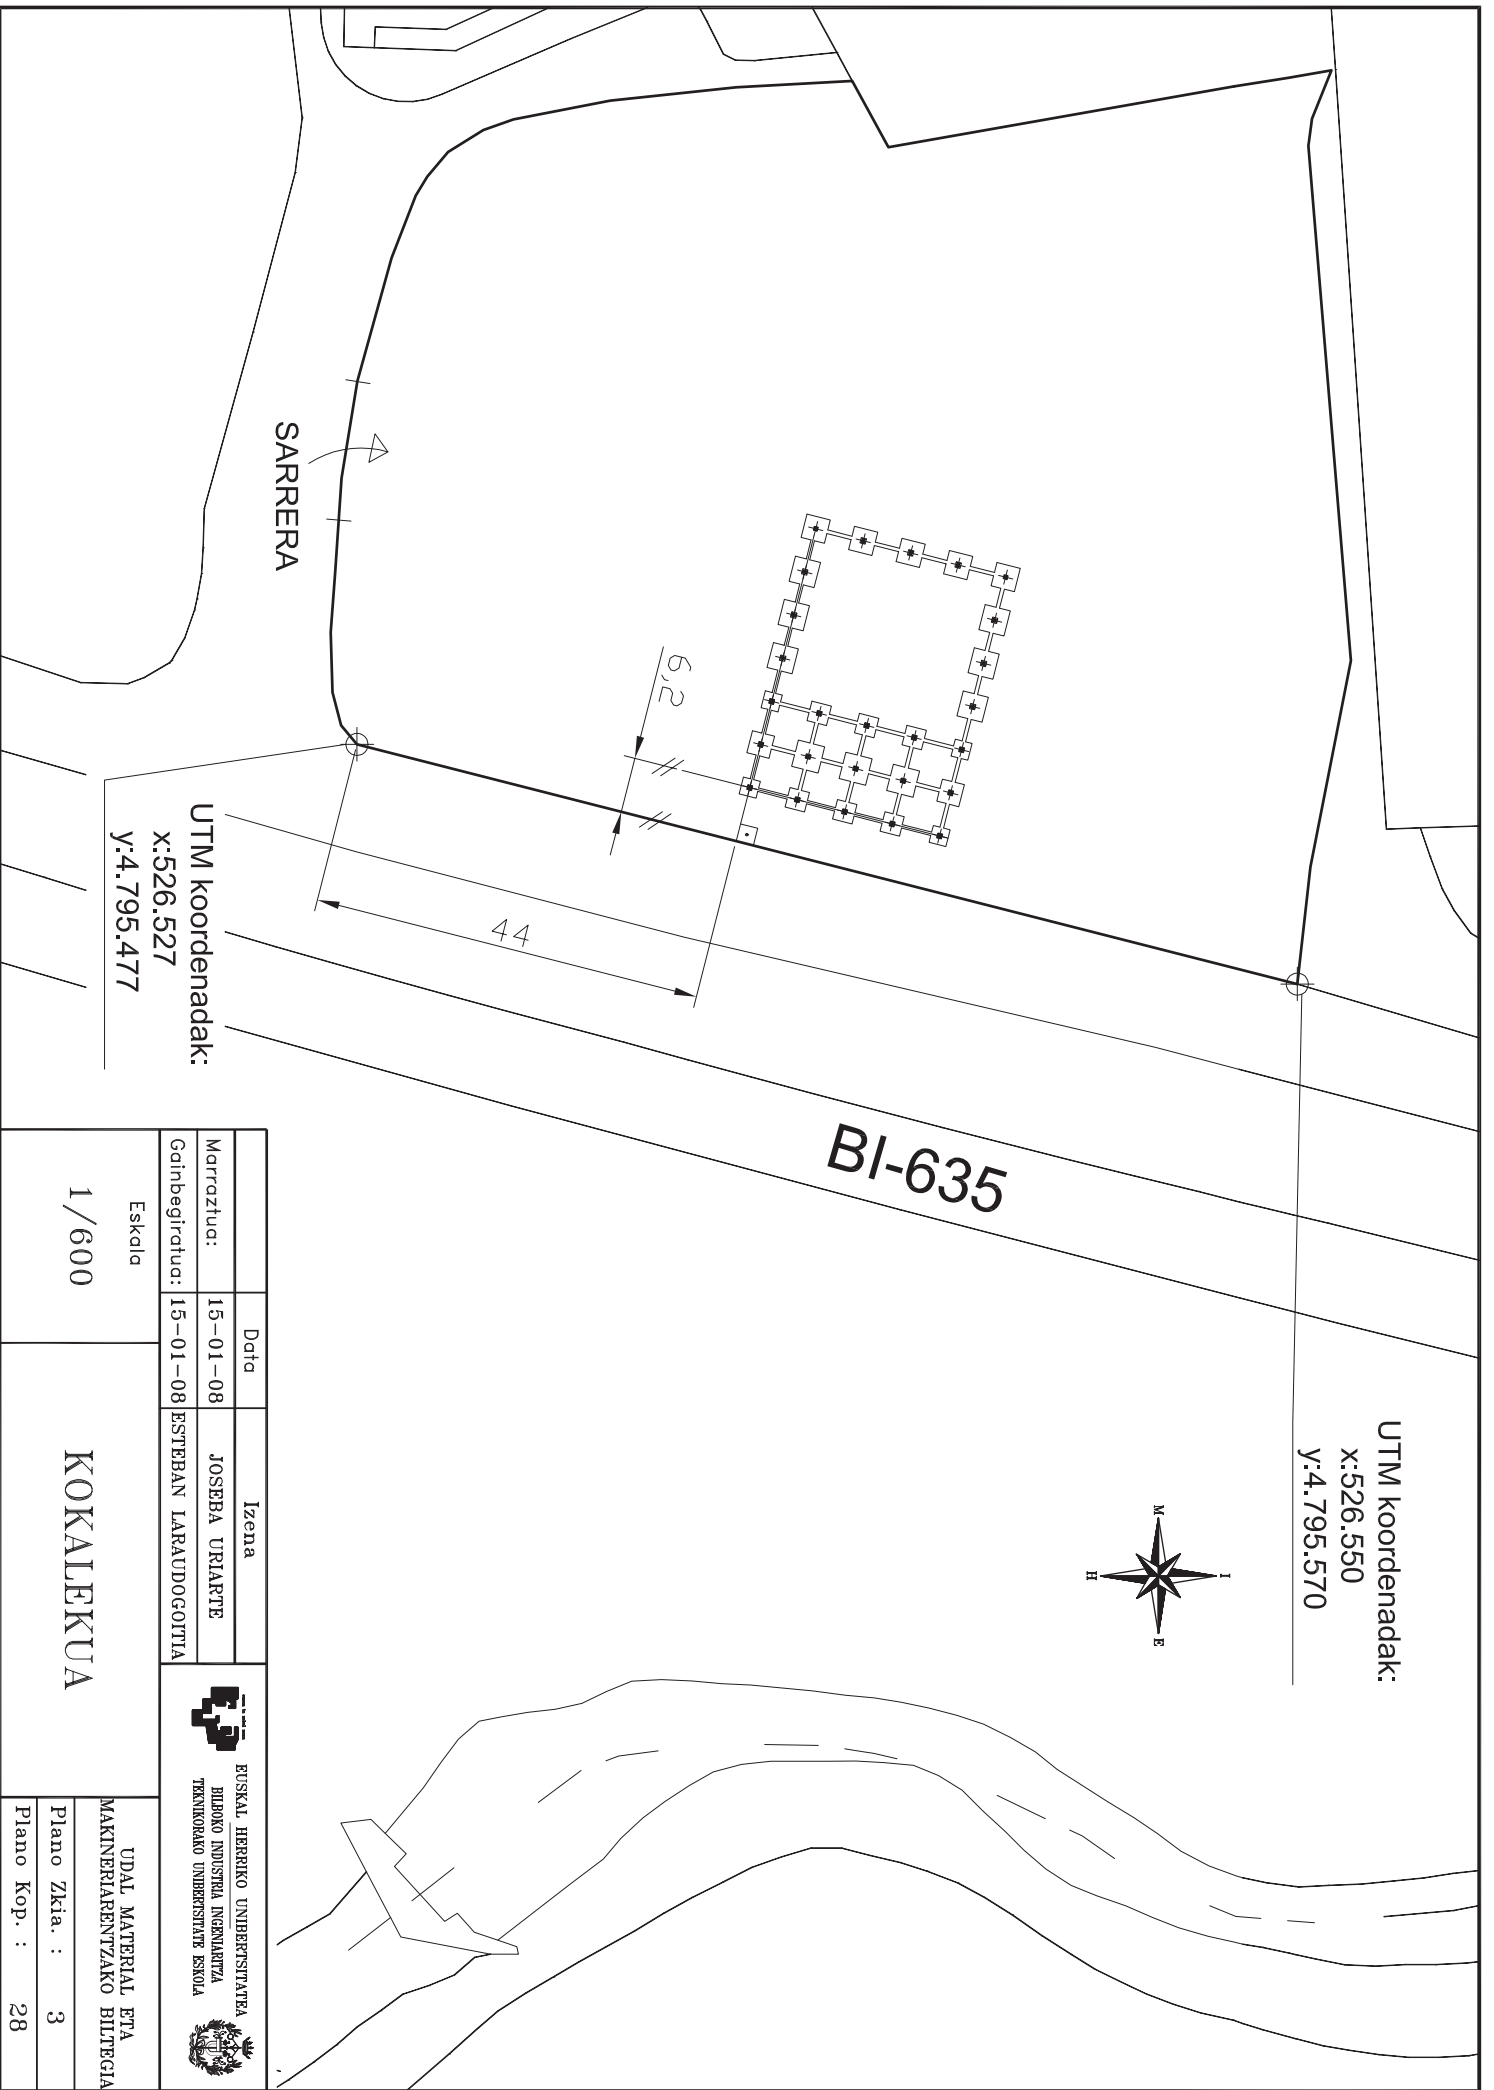 SARRERA
6,2
44
UTM koordenadak:
x:526.527
y:4.795.477
BI-635
UTM koordenadak:
x:526.550
y:4.795.570
I
M
E
H
Data
Izena
Marraztua:
15-01-08
JOSEBA URIARTE
Gainbegiratua:
15-01-08
ESTEBAN LARAUDOGOITIA
EUSKAL HERRIKO UNIBERTSITATEA
BILBOKO INDUSTRIA INGENIARITZA
TEKNIKORAKO UNIBERTSITATE ESKOLA
Eskala
1/600
KOKALEKUA
UDAL MATERIAL ETA
MAKINERIARENTZAKO BILTEGIA
Plano Zkia. : 3
Plano Kop. : 28